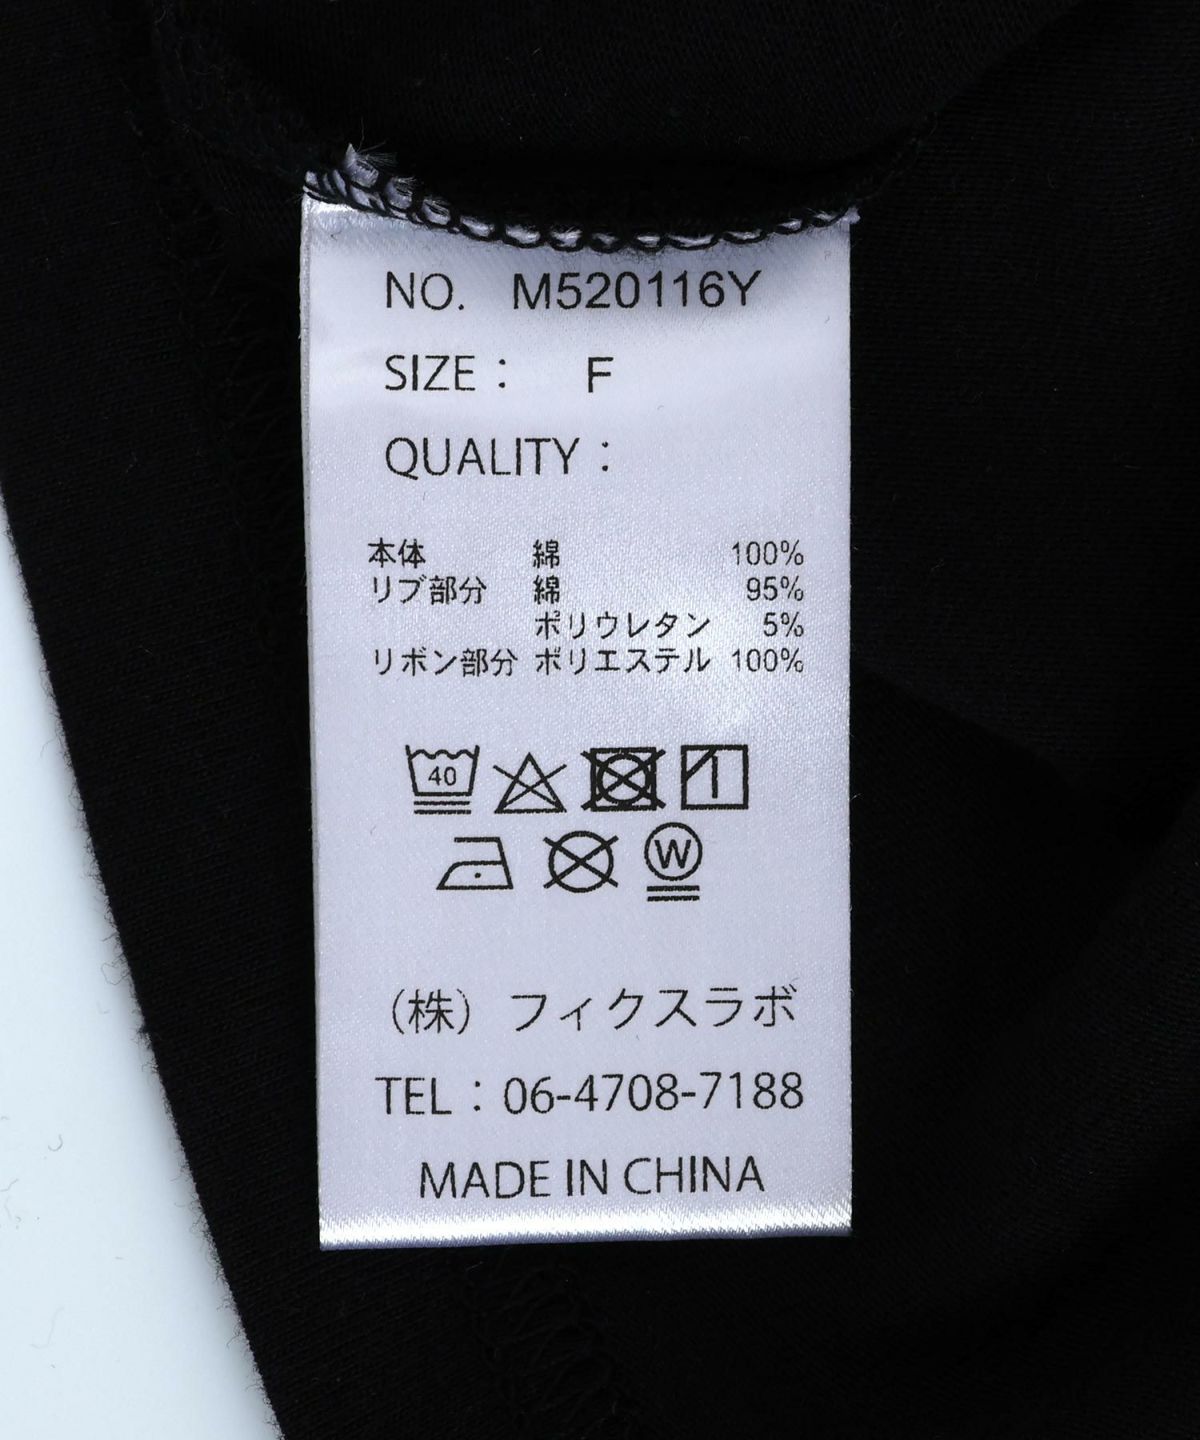 NO. M520116Y
SIZE： F
QUALITY：
本体 綿 100%
リブ部分 綿 95%
ポリウレタン 5%
リボン部分 ポリエステル 100%
40
W
（株）フィクスラボ
TEL：06-4708-7188
MADE IN CHINA